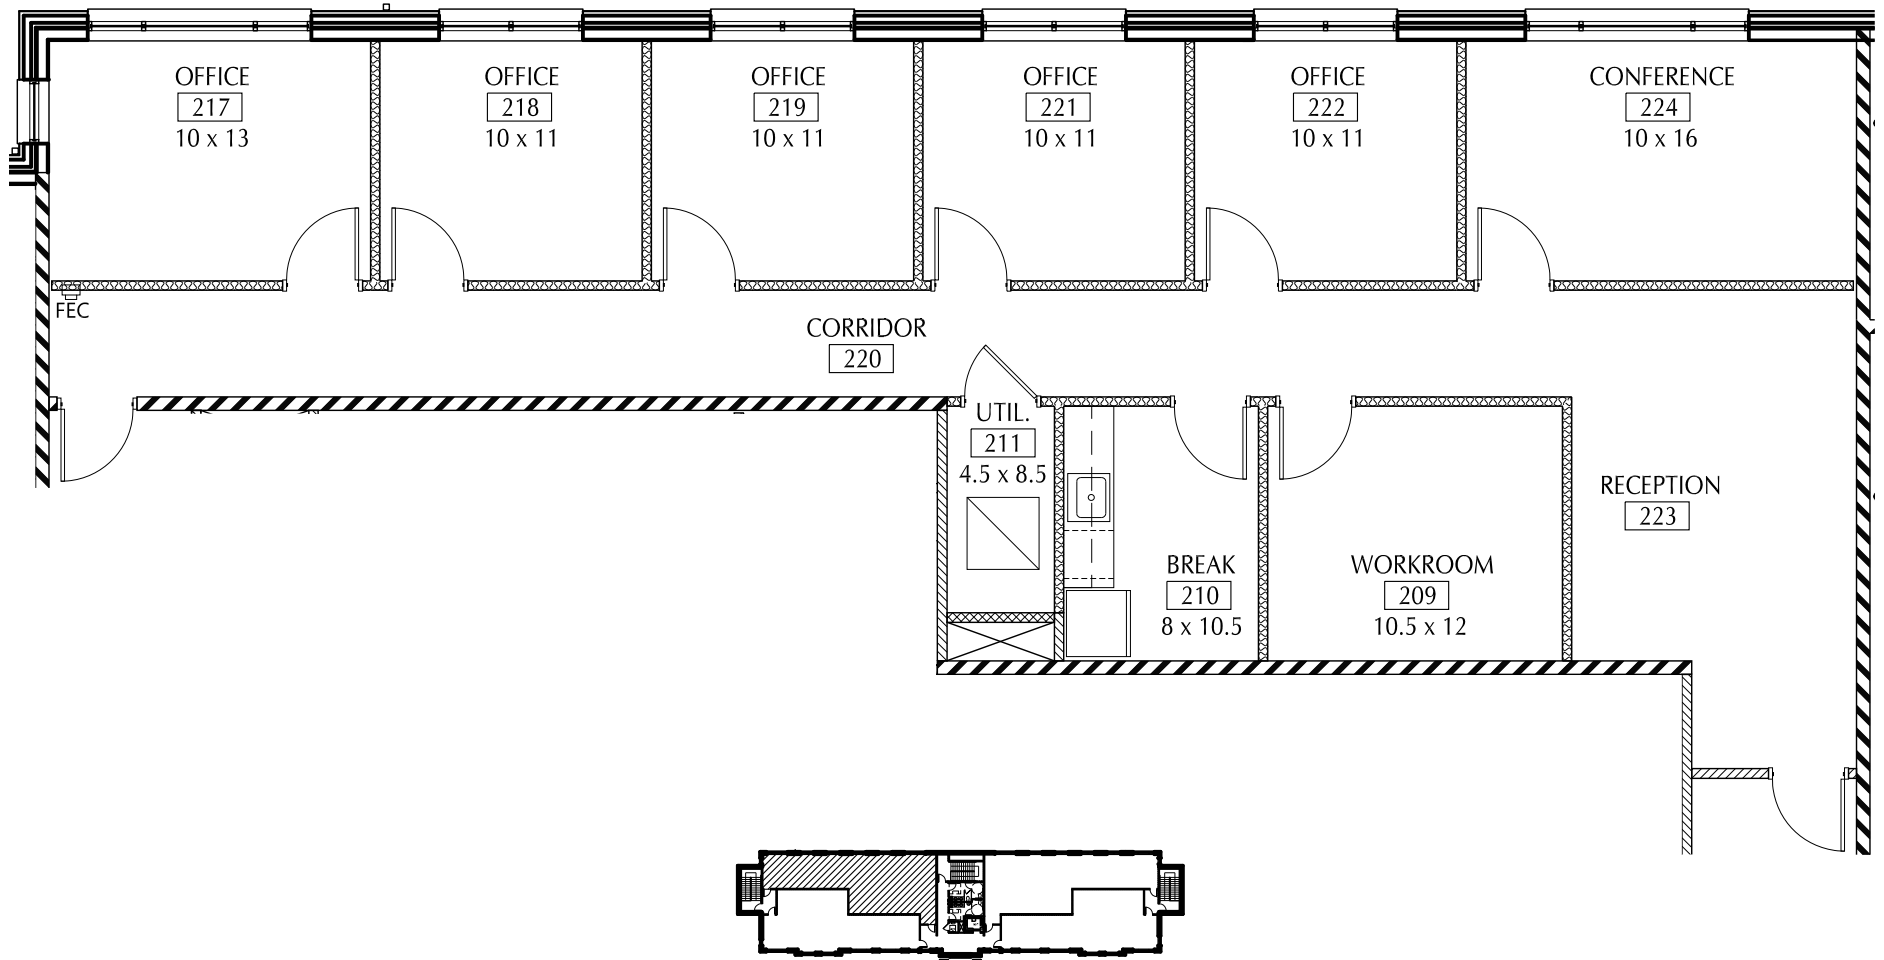 OFFICE
217
10 x 13
OFFICE
218
10 x 11
OFFICE
219
10 x 11
OFFICE
221
10 x 11
OFFICE
222
10 x 11
CONFERENCE
224
10 x 16
FEC
CORRIDOR
220
UTIL.
211
4.5 x 8.5
BREAK
210
8 x 10.5
WORKROOM
209
10.5 x 12
RECEPTION
223